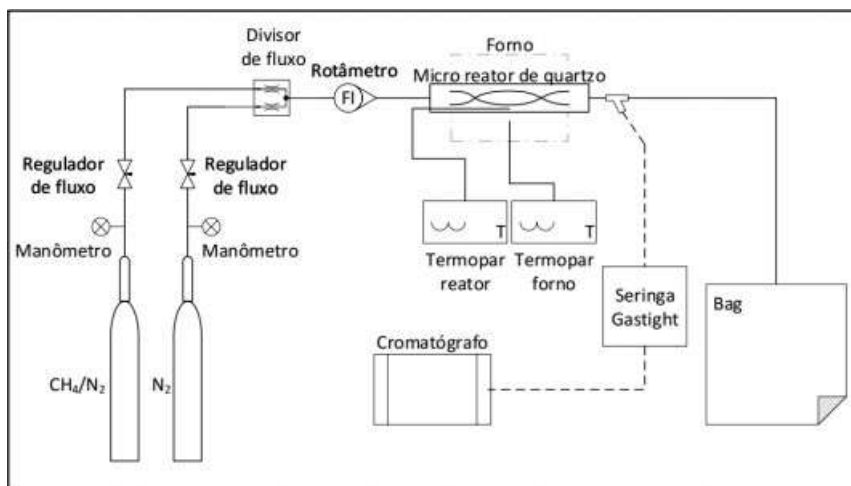 Divisor
de fluxo
Rotâmetro
FI
Forno
Micro reator de quartzo
Regulador
de fluxo
Regulador
de fluxo
Manômetro
Manômetro
T
T
Termopar
reator
Termopar
forno
Seringa
Gastight
Bag
Cromatógrafo
CH₄/N₂
N₂